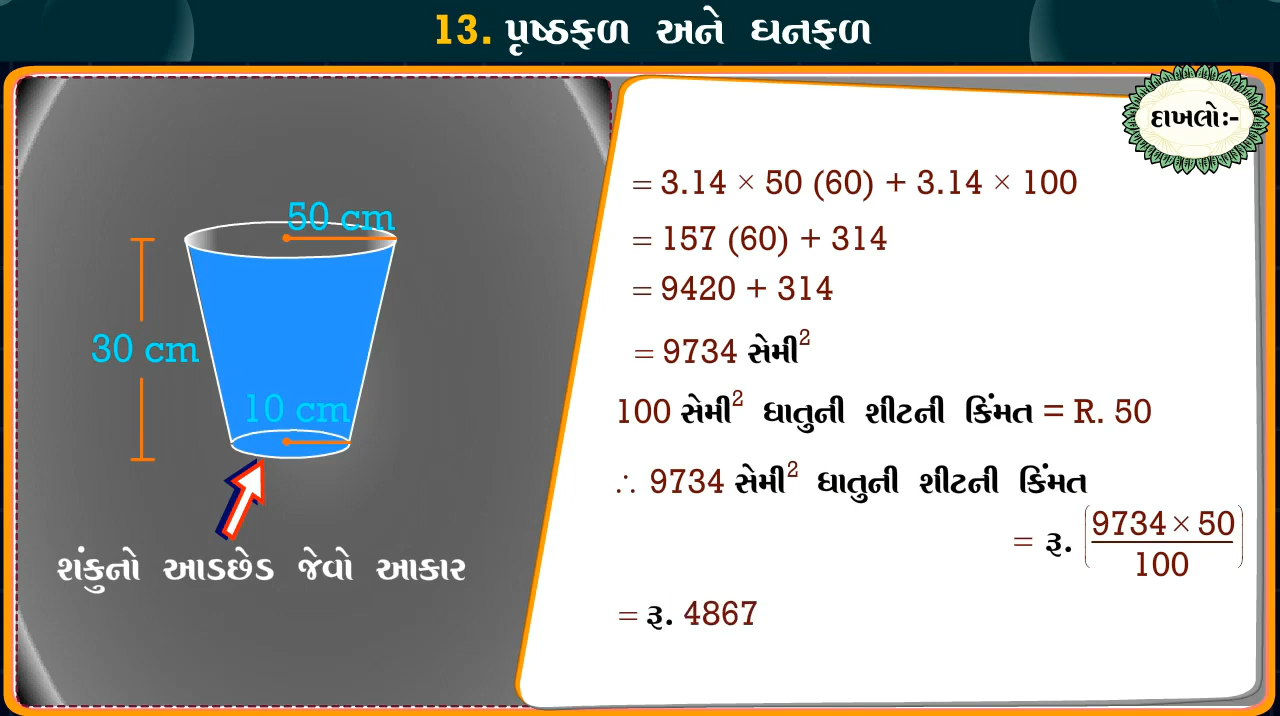 13. પૃષ્ઠફળ અને ઘનફળ
દાખલોઃ-
50 cm
30 cm
10 cm
શંકુનો આડછેડ જેવો આકાર
= 3.14 × 50 (60) + 3.14 × 100
= 157 (60) + 314
= 9420 + 314
= 9734 સેમી²
100 સેમી² ધાતુની શીટની કિંમત = R. 50
∴ 9734 સેમી² ધાતુની શીટની કિંમત
= રૂ. (9734 × 50 / 100)
= રૂ. 4867